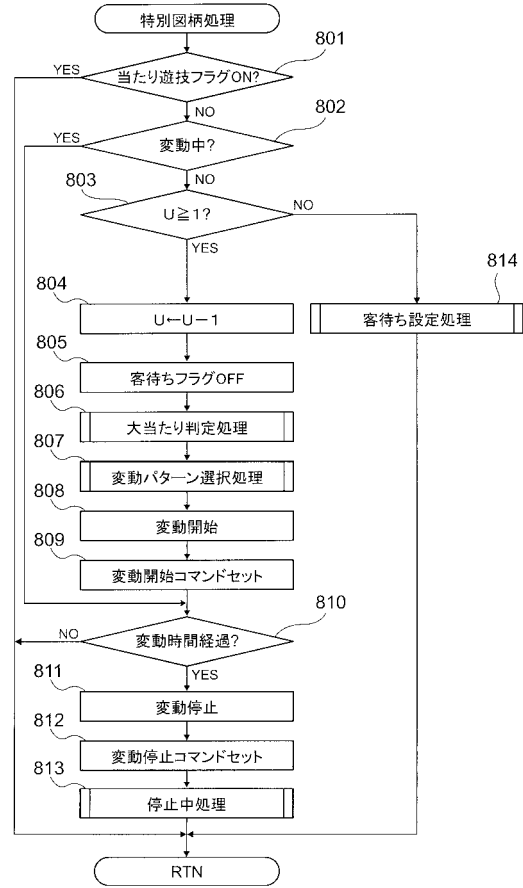 特別図柄処理
801
当たり遊技フラグON?
YES
NO
802
変動中?
YES
NO
803
U≧1?
NO
YES
804
U←U−1
814
客待ち設定処理
805
客待ちフラグOFF
806
大当たり判定処理
807
変動パターン選択処理
808
変動開始
809
変動開始コマンドセット
810
変動時間経過?
NO
YES
811
変動停止
812
変動停止コマンドセット
813
停止中処理
RTN